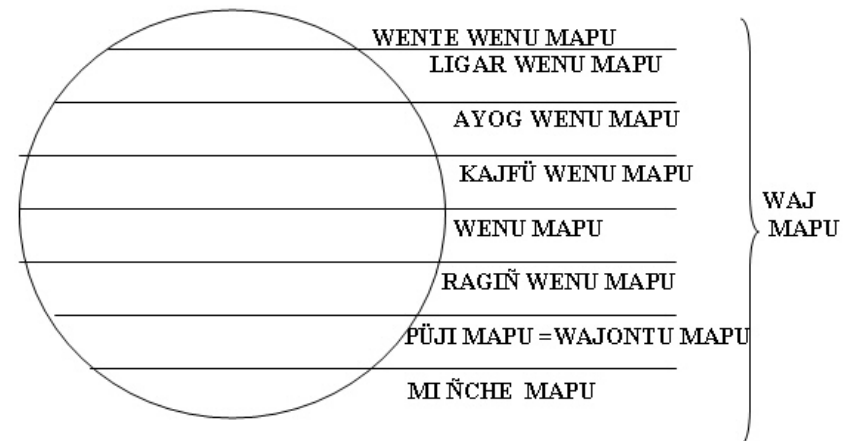 WENTE WENU MAPU
LIGAR WENU MAPU
AYOG WENU MAPU
KAJFÜ WENU MAPU
WENU MAPU
RAGIÑ WENU MAPU
PÜJI MAPU =WAJONTU MAPU
MI ÑCHE MAPU
WAJ
MAPU